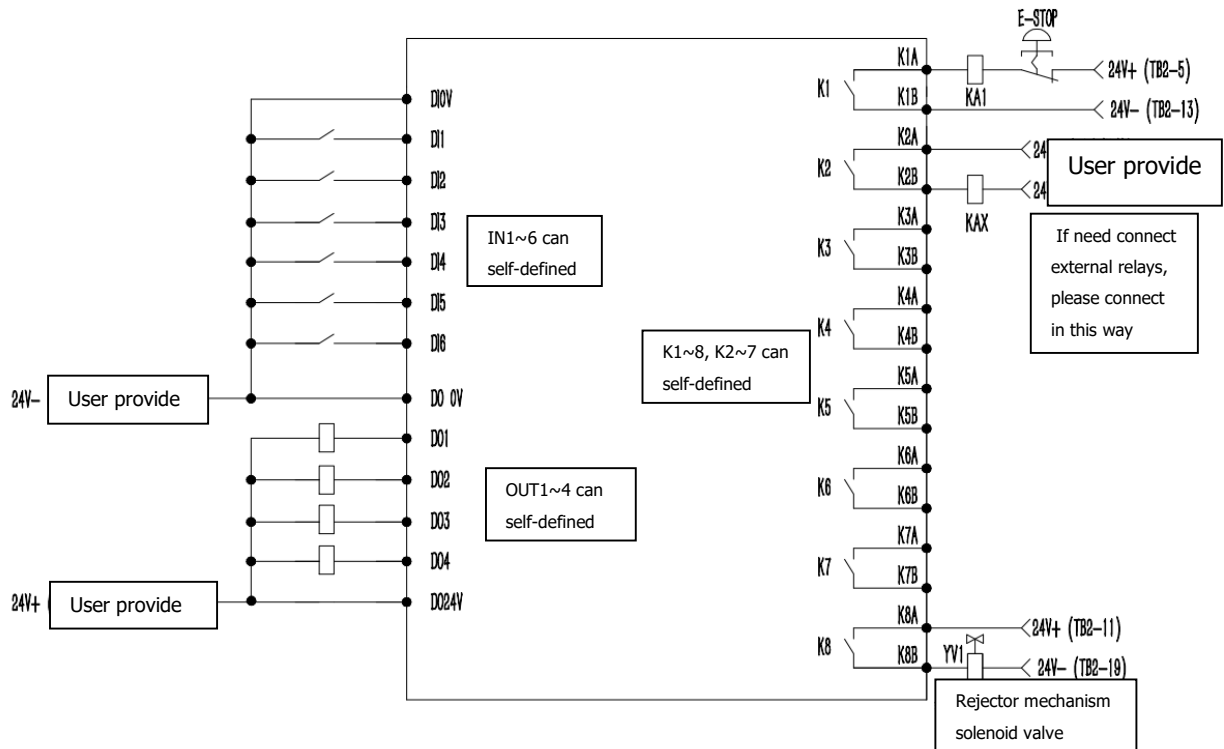 E-STOP
K1A
24V+ (TB2-5)
K1
KA1
K1B
24V- (TB2-13)
DI0V
DI1
DI2
DI3
DI4
DI5
DI6
IN1~6 can
self-defined
K2A
24
K2
K2B
24
KAX
User provide
K3A
K3
K3B
If need connect
external relays,
please connect
in this way
K4A
K4
K4B
K1~8, K2~7 can
self-defined
K5A
K5
K5B
24V-
User provide
DO 0V
DO1
DO2
DO3
DO4
OUT1~4 can
self-defined
K6A
K6
K6B
K7A
K7
K7B
24V+ (
User provide
DO24V
K8A
24V+ (TB2-11)
K8
K8B
YV1
24V- (TB2-19)
Rejector mechanism
solenoid valve